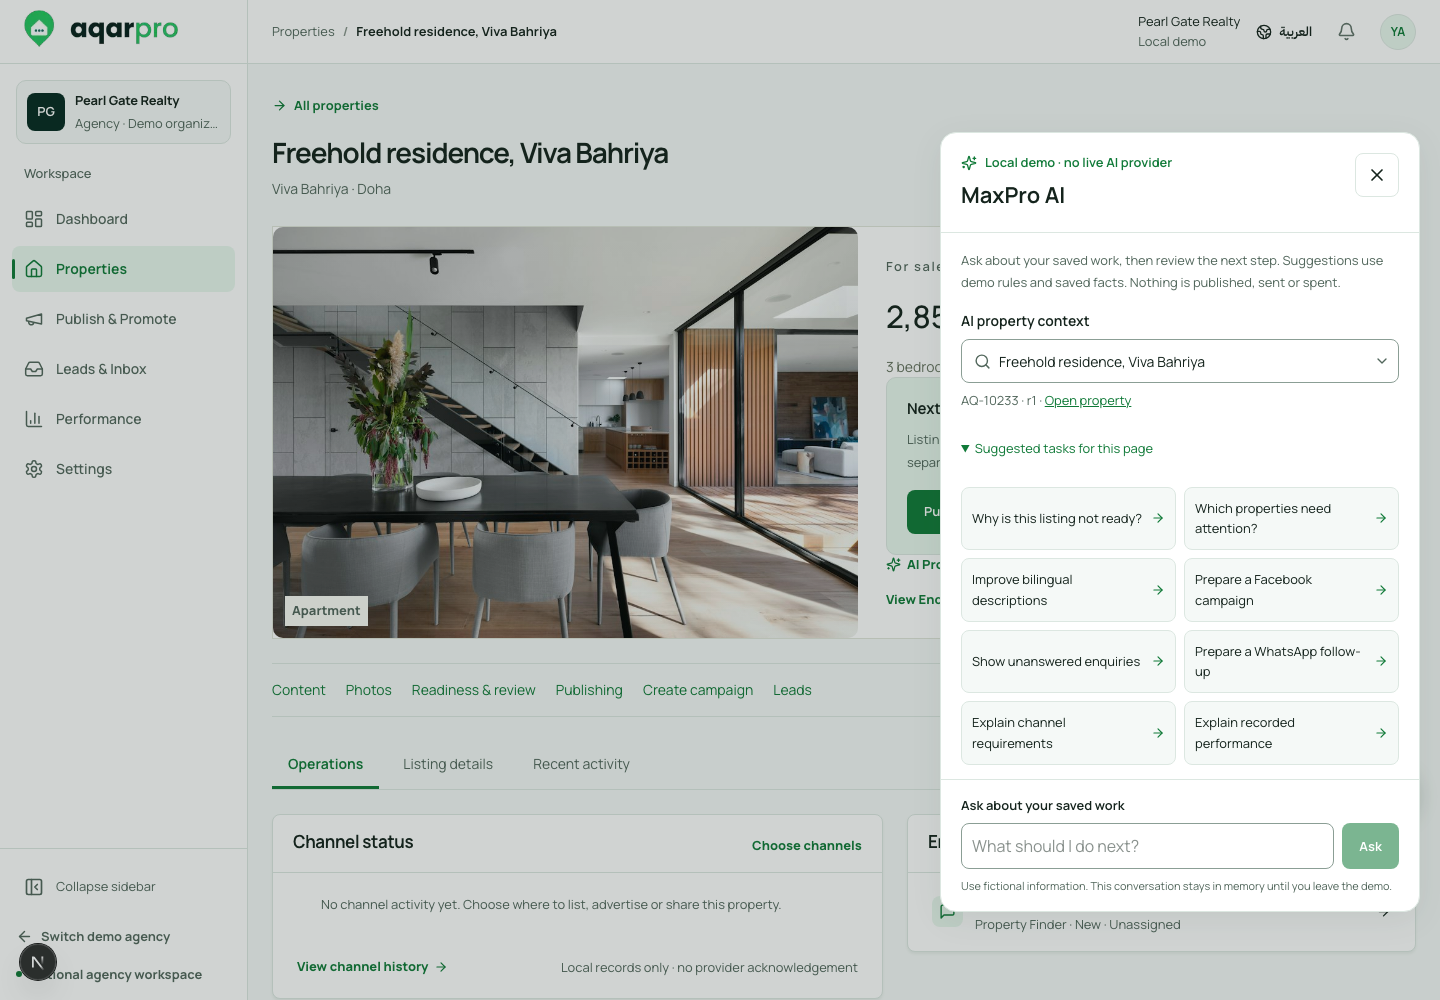 aqarpro
Properties / Freehold residence, Viva Bahriya
Pearl Gate Realty
Local demo
العربية
YA
PG
Pearl Gate Realty
Agency · Demo organiz...
Workspace
Dashboard
Properties
Publish & Promote
Leads & Inbox
Performance
Settings
Collapse sidebar
Switch demo agency
ional agency workspace
N
All properties
Freehold residence, Viva Bahriya
Viva Bahriya · Doha
Apartment
For sale
2,85
3 bedroo
Next
Listin
separ
Pu
AI Pro
View Enq
Content
Photos
Readiness & review
Publishing
Create campaign
Leads
Operations
Listing details
Recent activity
Channel status
Choose channels
No channel activity yet. Choose where to list, advertise or share this property.
View channel history
Local records only · no provider acknowledgement
Property Finder · New · Unassigned
Local demo · no live AI provider
MaxPro AI
Ask about your saved work, then review the next step. Suggestions use
demo rules and saved facts. Nothing is published, sent or spent.
AI property context
Freehold residence, Viva Bahriya
AQ-10233 · r1 · Open property
▼ Suggested tasks for this page
Why is this listing not ready?
Which properties need
attention?
Improve bilingual
descriptions
Prepare a Facebook
campaign
Show unanswered enquiries
Prepare a WhatsApp follow-
up
Explain channel
requirements
Explain recorded
performance
Ask about your saved work
What should I do next?
Ask
Use fictional information. This conversation stays in memory until you leave the demo.